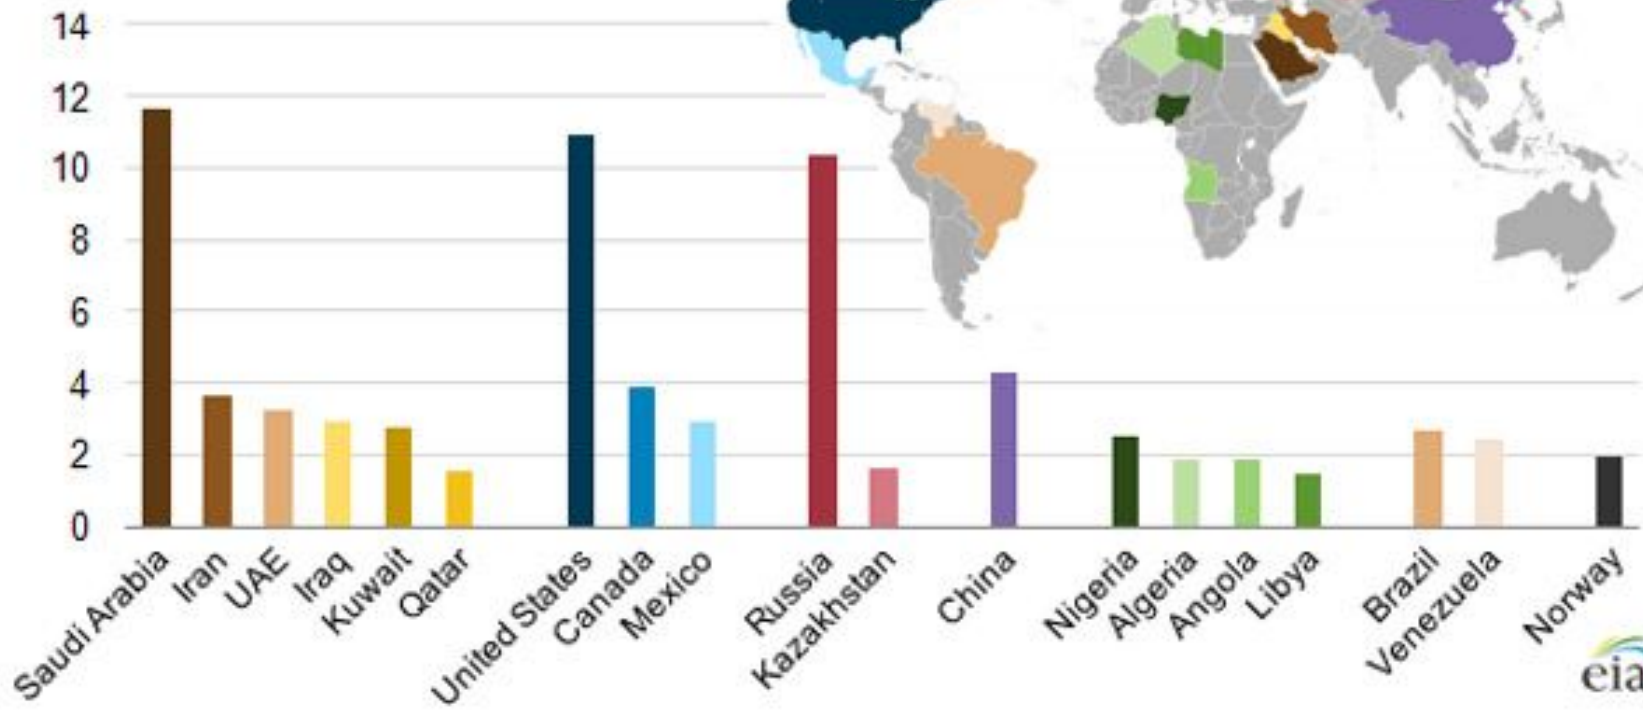 14
12
10
8
6
4
2
0
Saudi Arabia
Iran
UAE
Iraq
Kuwait
Qatar
United States
Canada
Mexico
Russia
Kazakhstan
China
Nigeria
Algeria
Angola
Libya
Brazil
Venezuela
Norway
eia